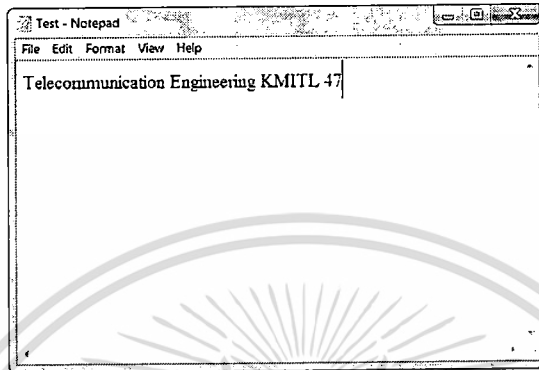 Test - Notepad
File Edit Format View Help
Telecommunication Engineering KMITL 47